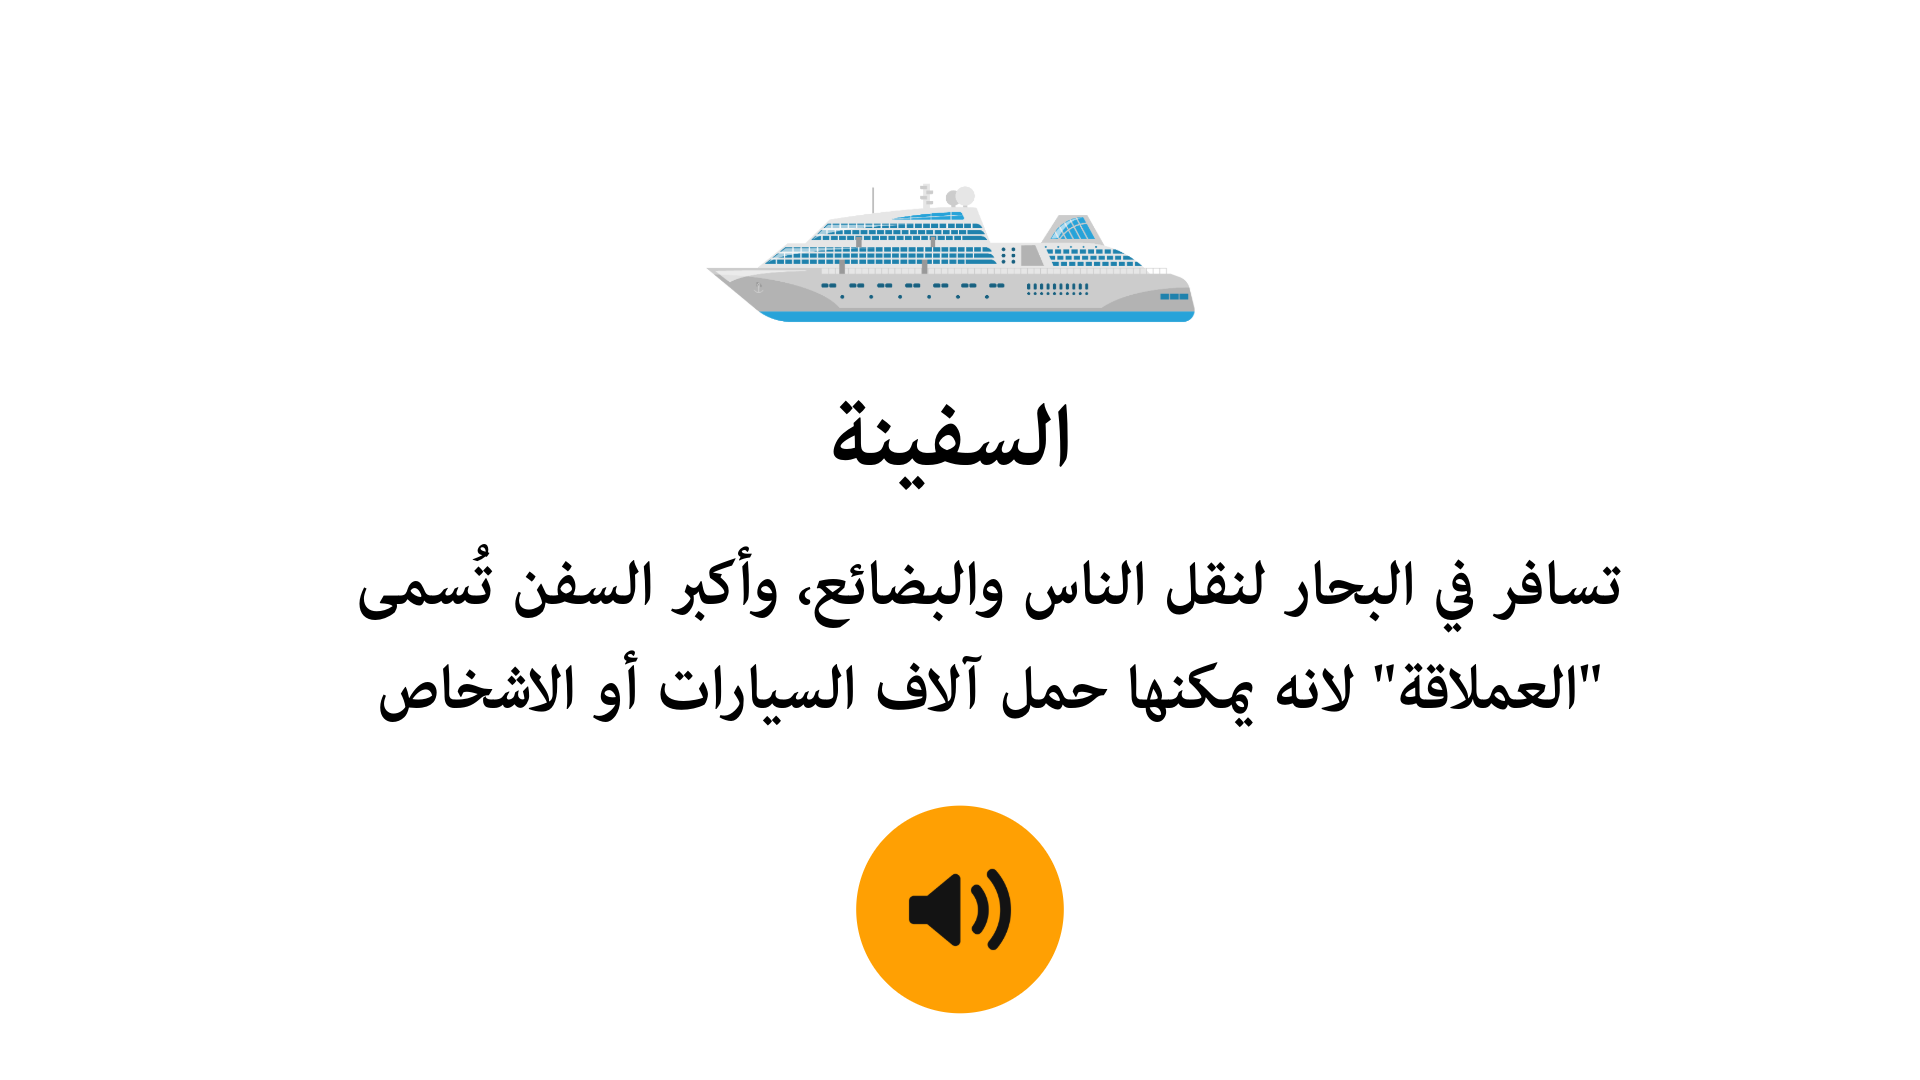 السفينة
تسافر في البحار لنقل الناس والبضائع، وأكبر السفن تُسمى
"العملاقة" لانه يمكنها حمل آلاف السيارات أو الاشخاص